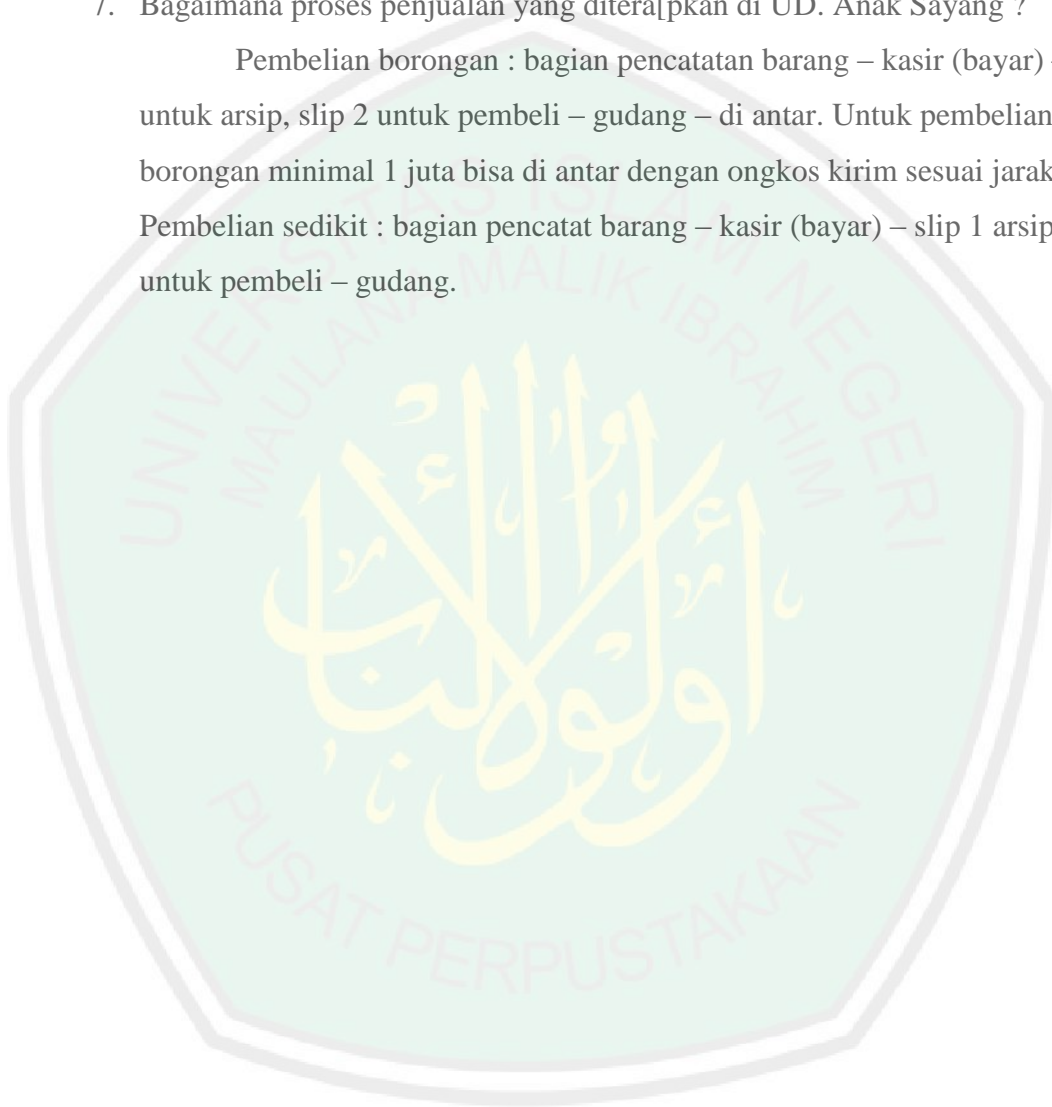 7. Bagaimana proses penjualan yang ditera[pkan di UD. Anak Sayang ?
Pembelian borongan : bagian pencatatan barang – kasir (bayar) –
untuk arsip, slip 2 untuk pembeli – gudang – di antar. Untuk pembelian
borongan minimal 1 juta bisa di antar dengan ongkos kirim sesuai jarak
Pembelian sedikit : bagian pencatat barang – kasir (bayar) – slip 1 arsip
untuk pembeli – gudang.
UNIVERSITAS ISLAM NEGERI
MAULANA MALIK IBRAHIM
أولوا الألباب
PUSAT PERPUSTAKAAN